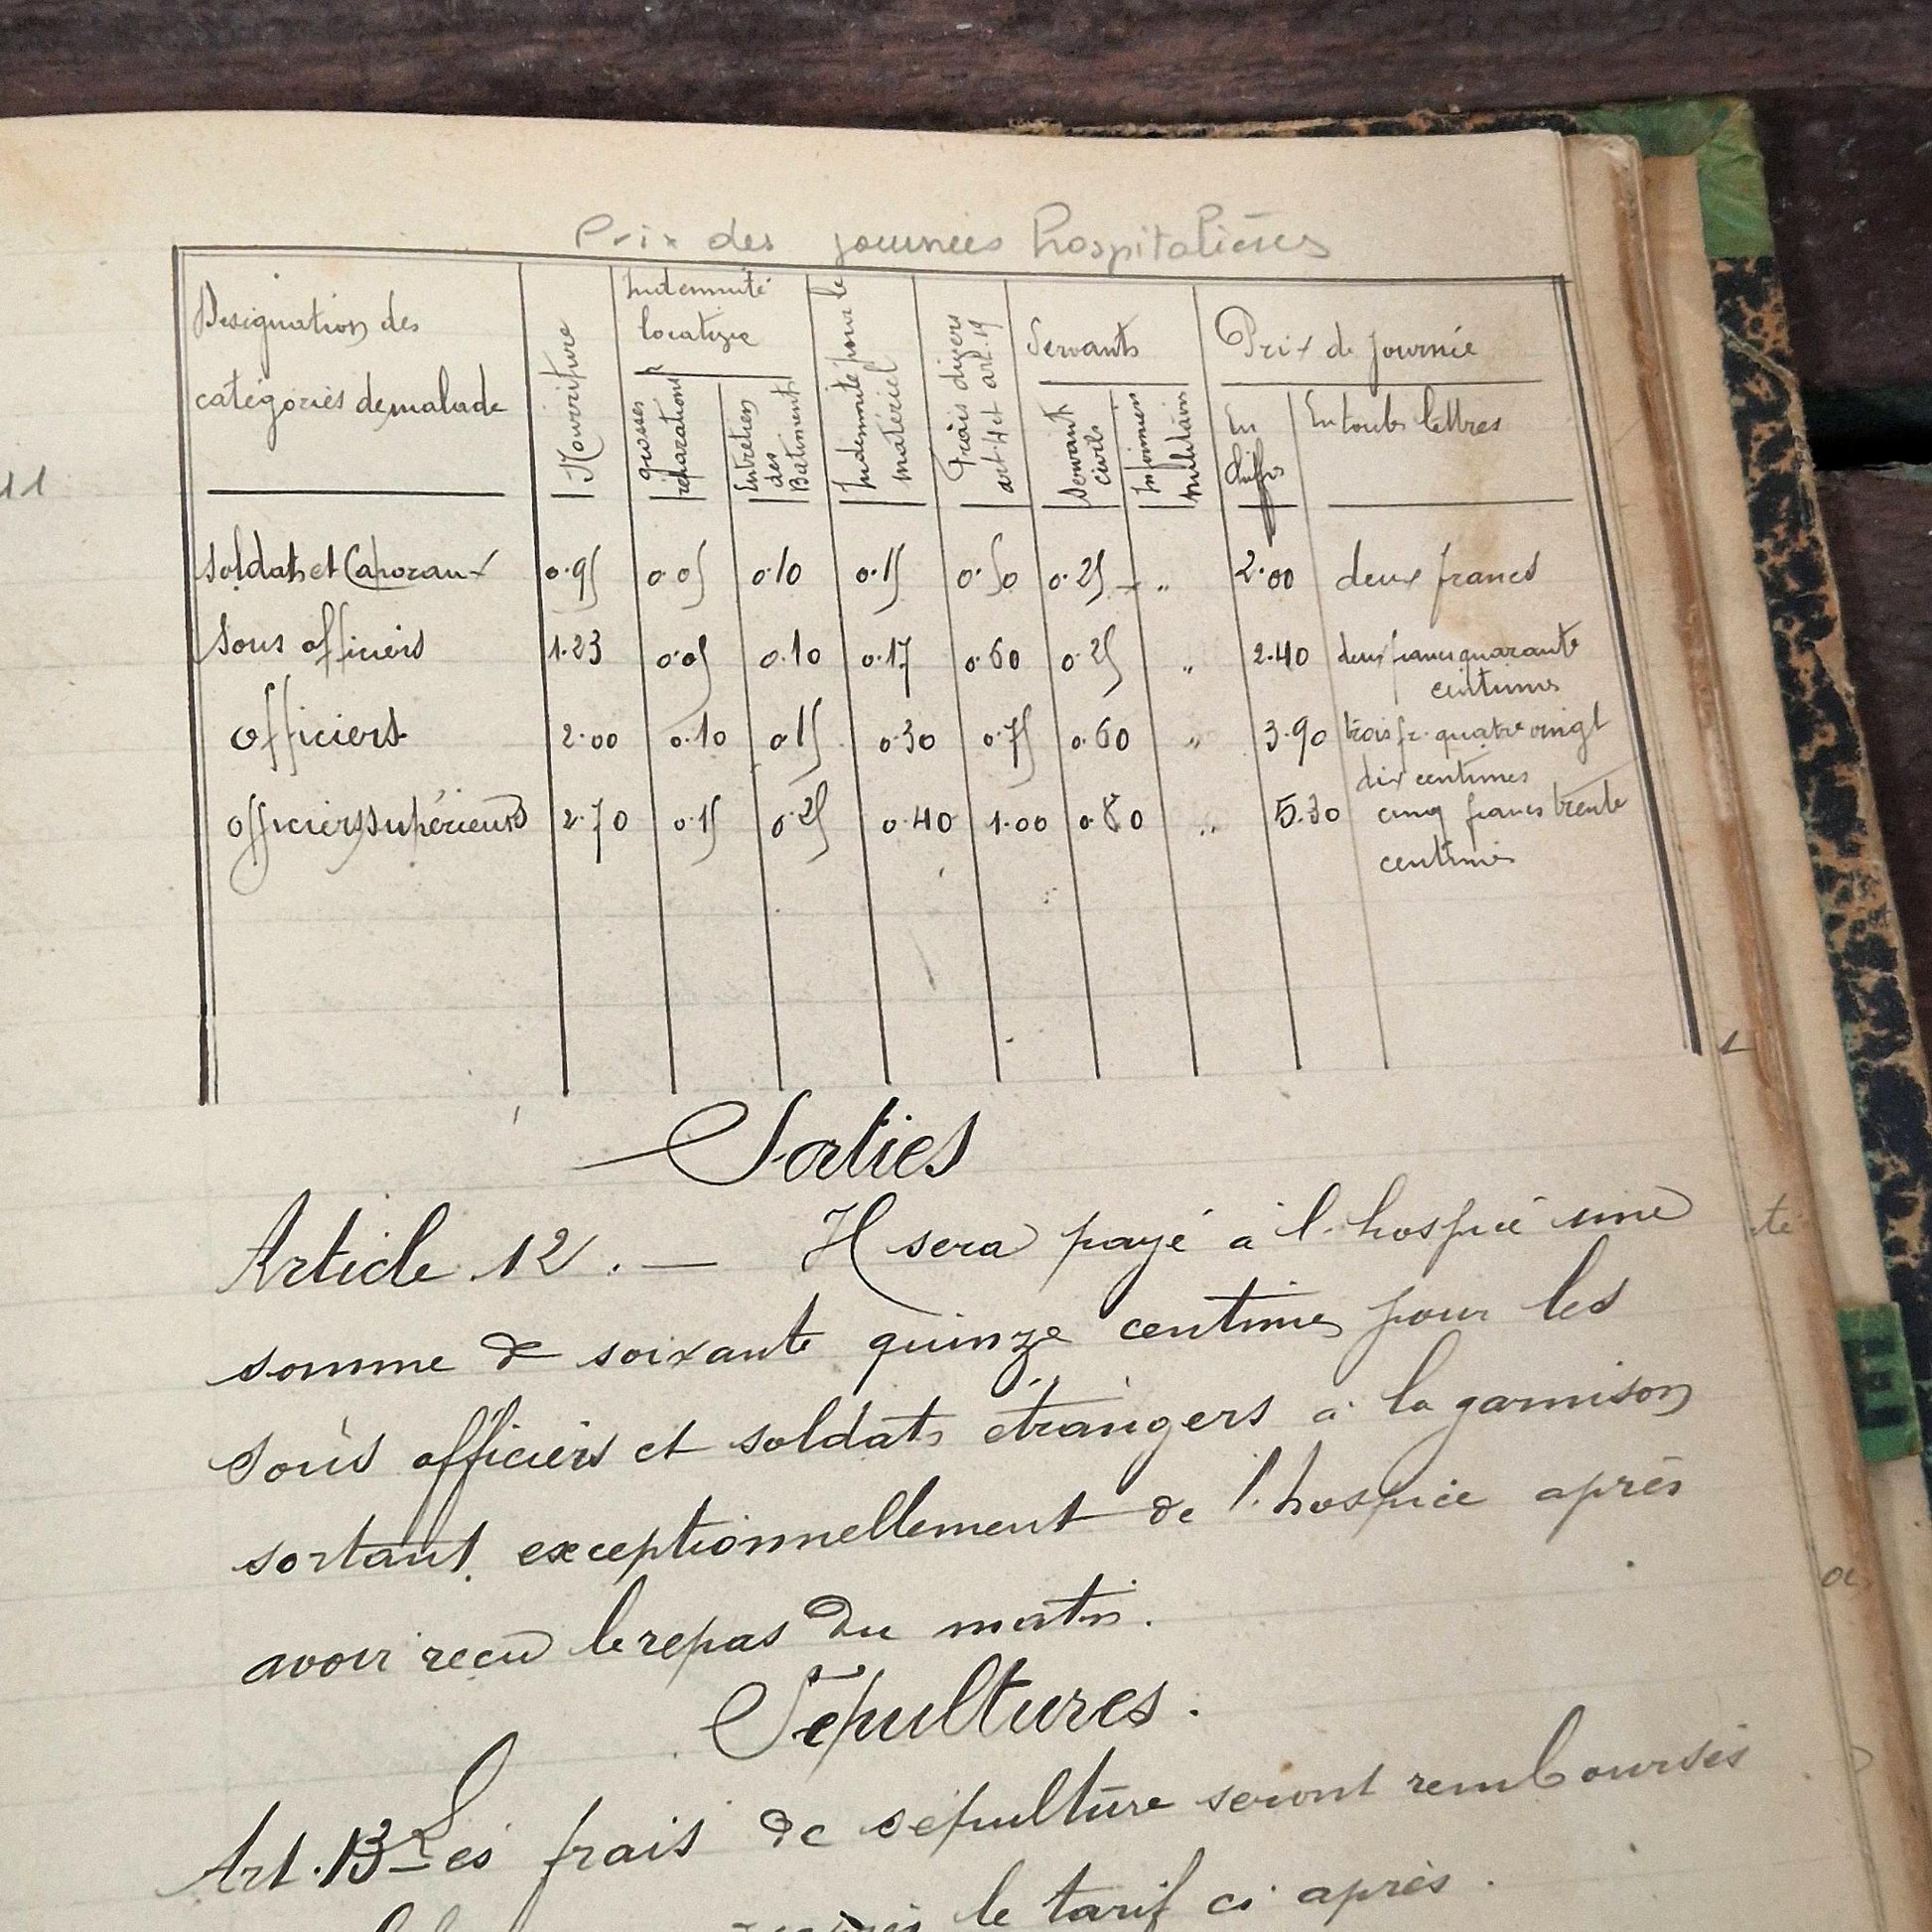 Prix des journées hospitalières
Designation des
catégories de malade
Nourriture
Indemnité
locative
grosses
réparations
Entretien
des
Batiments
Indemnité pour le
matériel
Frais divers
art 4 et art. 19
Servants
Servants
civils
Infirmiers
militaires
Prix de journée
En
chiffres
En toutes lettres
11
Soldats et Caporaux 0.95 0.05 0.10 0.15 0.50 0.25 " 2.00 deux francs
Sous officiers 1.23 0.05 0.10 0.17 0.60 0.25 " 2.40 deux francs quarante
centimes
officiers 2.00 0.10 0.15 0.30 0.75 0.60 " 3.90 trois fr. quatre vingt
dix centimes
officiers supérieurs 2.70 0.15 0.25 0.40 1.00 0.80 " 5.30 cinq francs trente
centimes
Sorties
Article 12. — Il sera payé à l'hospice une
somme de soixante quinze centimes pour les
sous officiers et soldats étrangers à la garnison
sortant exceptionnellement de l'hospice après
avoir reçu le repas du matin.
Sépultures.
Art. 13 — Les frais de sépulture seront remboursés
le tarif ci après.
té